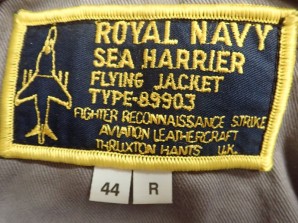 ROYAL NAVY
SEA HARRIER
FLYING JACKET
TYPE-89903
FIGHTER RECONNAISSANCE STRIKE
AVIATION LEATHERCRAFT
THRUXTON HANTS U.K.
44 R